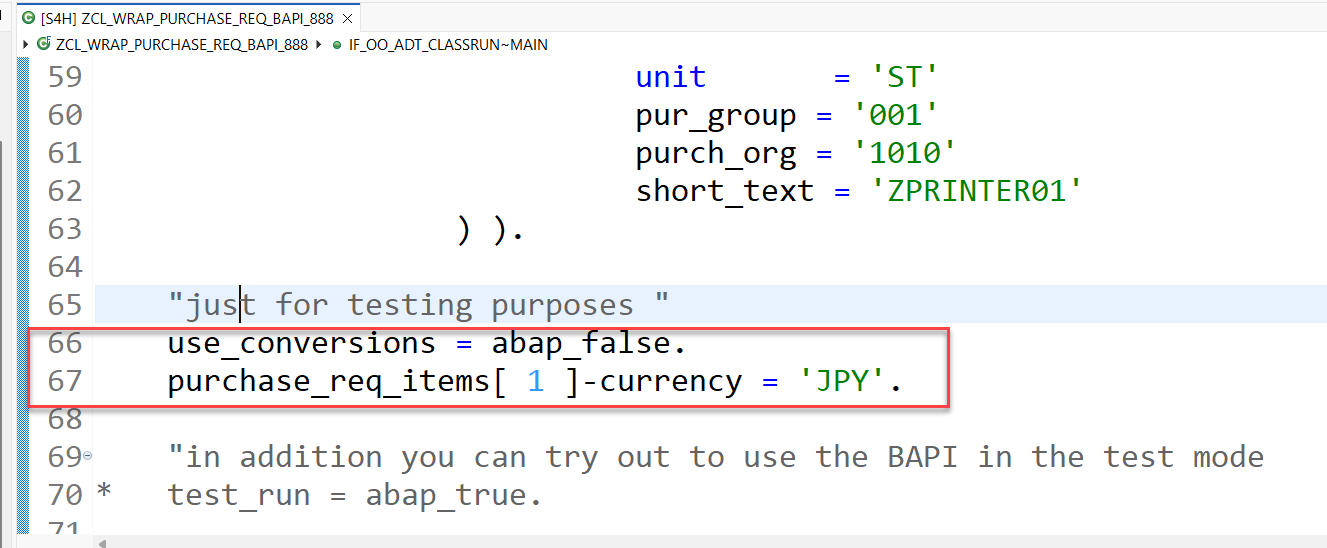 [S4H] ZCL_WRAP_PURCHASE_REQ_BAPI_888
ZCL_WRAP_PURCHASE_REQ_BAPI_888 IF_OO_ADT_CLASSRUN~MAIN
59 unit = 'ST'
60 pur_group = '001'
61 purch_org = '1010'
62 short_text = 'ZPRINTER01'
63 ) ).
64
65 "just for testing purposes "
66 use_conversions = abap_false.
67 purchase_req_items[ 1 ]-currency = 'JPY'.
68
69 "in addition you can try out to use the BAPI in the test mode
70 * test_run = abap_true.
71